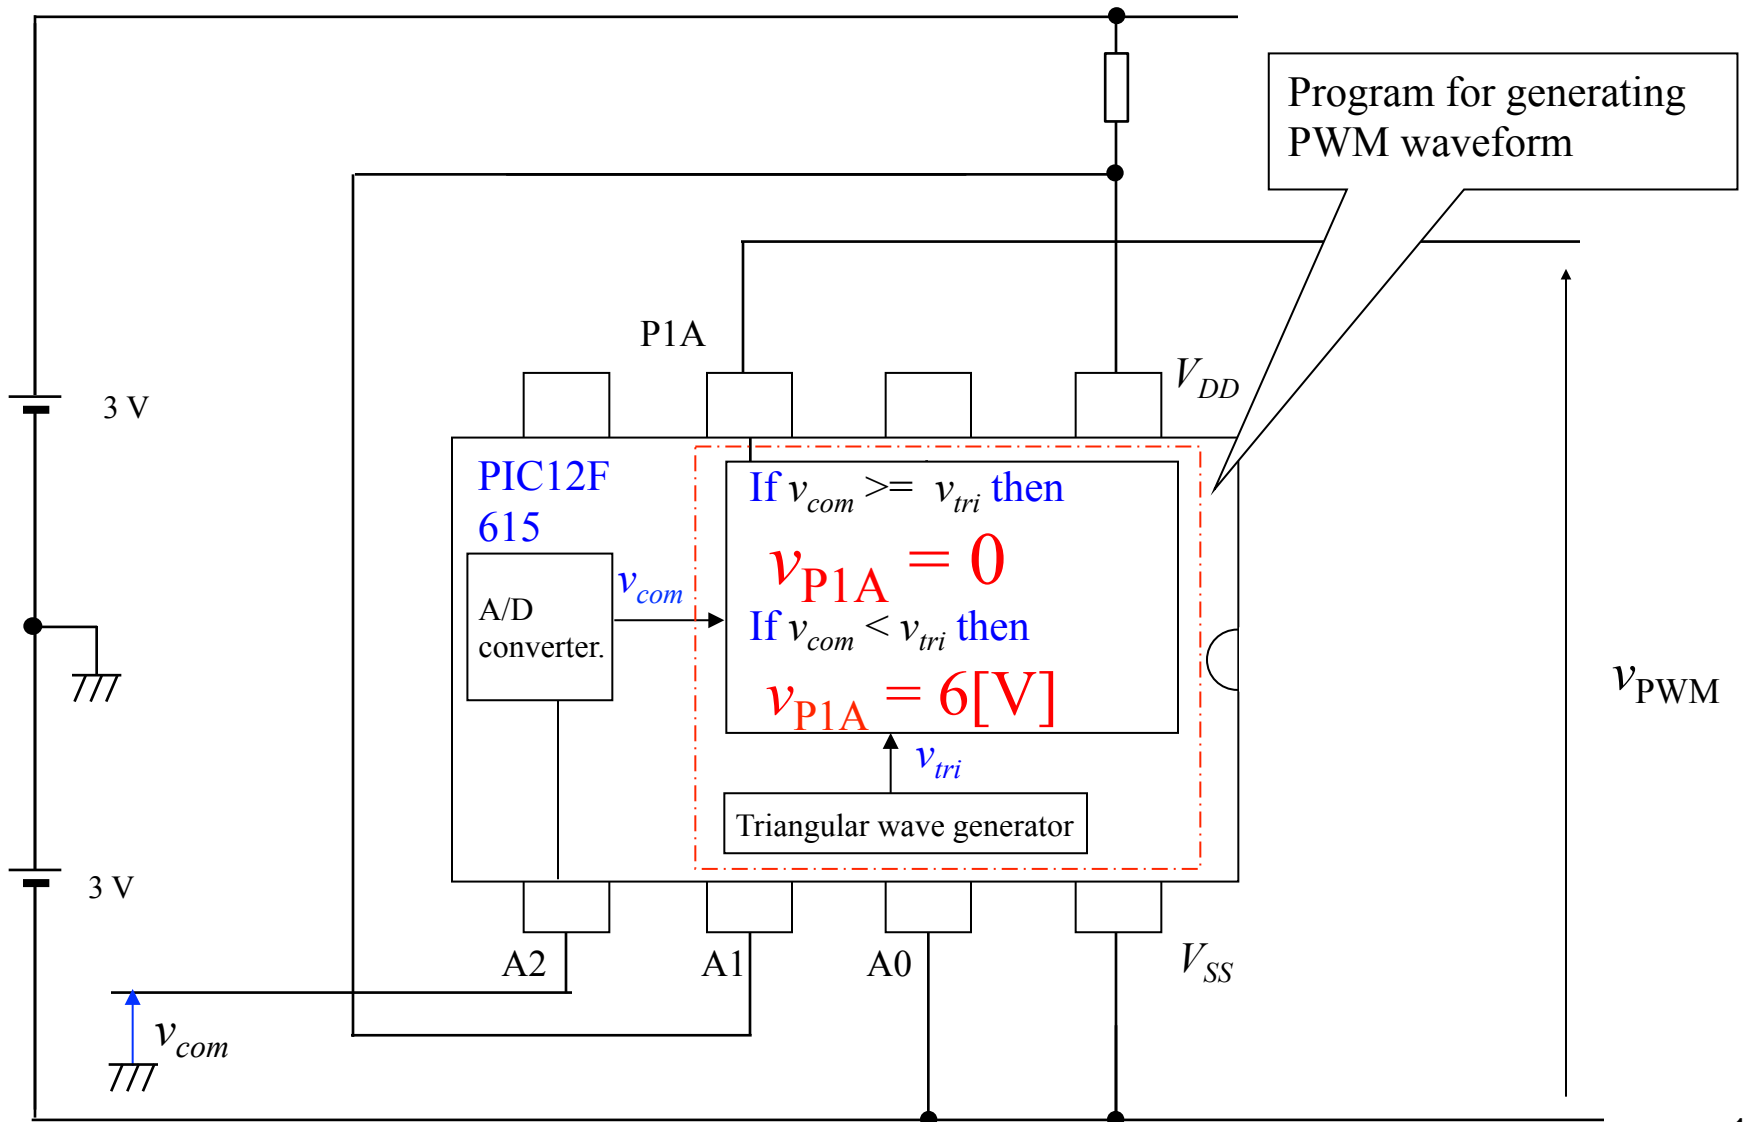 Program for generating
PWM waveform
P1A
V_DD
3 V
PIC12F
615
If v_com >= v_tri then
v_P1A = 0
If v_com < v_tri then
v_P1A = 6[V]
A/D
converter.
v_com
v_PWM
v_tri
Triangular wave generator
3 V
A2
A1
A0
V_SS
v_com